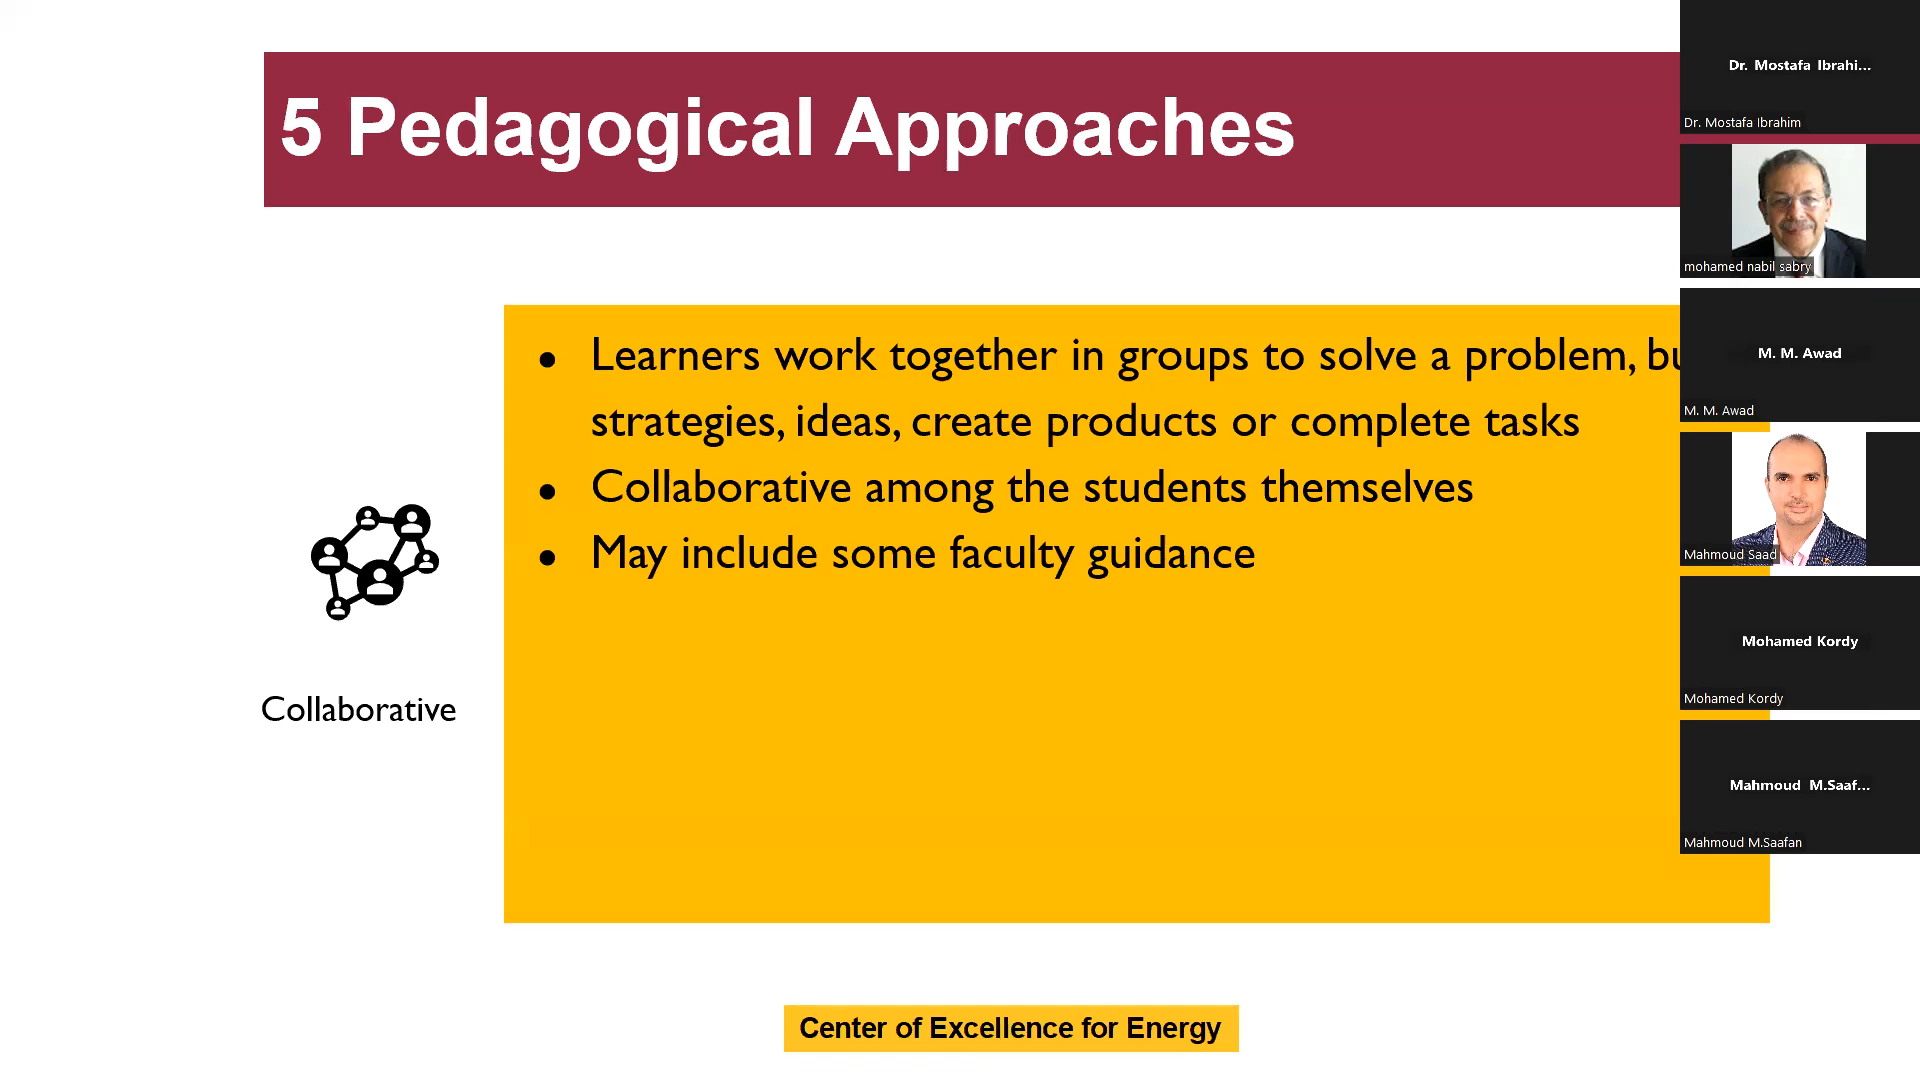 5 Pedagogical Approaches
• Learners work together in groups to solve a problem,
strategies, ideas, create products or complete tasks
• Collaborative among the students themselves
• May include some faculty guidance
Collaborative
Center of Excellence for Energy
Dr. Mostafa Ibrahi...
Dr. Mostafa Ibrahim
mohamed nabil sabry
M. M. Awad
M. M. Awad
Mahmoud Saad
Mohamed Kordy
Mohamed Kordy
Mahmoud M.Saaf...
Mahmoud M.Saafan